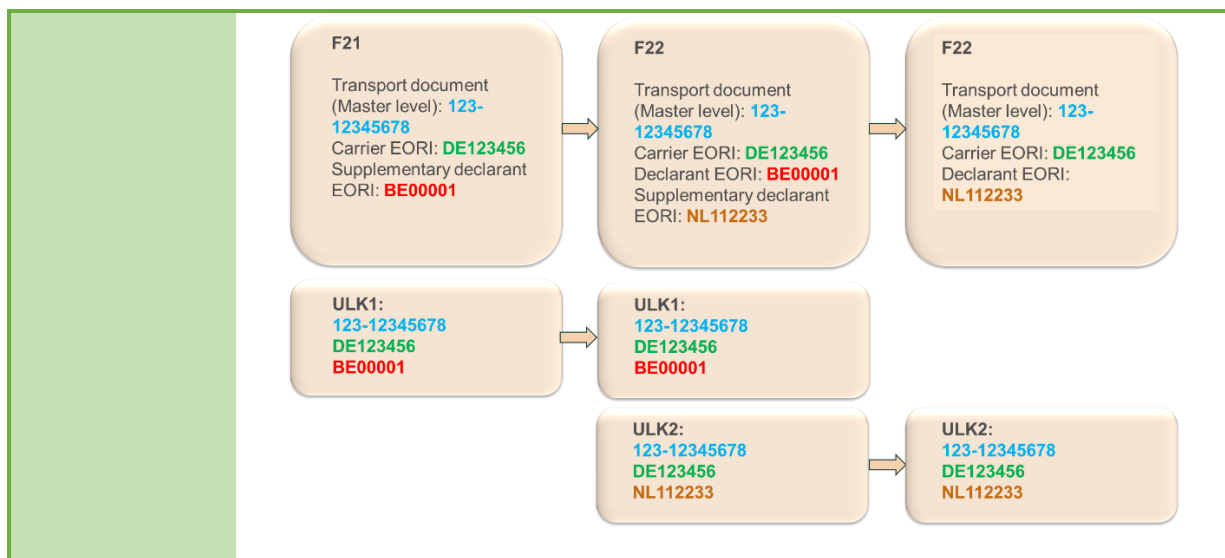 F21
Transport document
(Master level): 123-
12345678
Carrier EORI: DE123456
Supplementary declarant
EORI: BE00001
F22
Transport document
(Master level): 123-
12345678
Carrier EORI: DE123456
Declarant EORI: BE00001
Supplementary declarant
EORI: NL112233
F22
Transport document
(Master level): 123-
12345678
Carrier EORI: DE123456
Declarant EORI:
NL112233
ULK1:
123-12345678
DE123456
BE00001
ULK1:
123-12345678
DE123456
BE00001
ULK2:
123-12345678
DE123456
NL112233
ULK2:
123-12345678
DE123456
NL112233